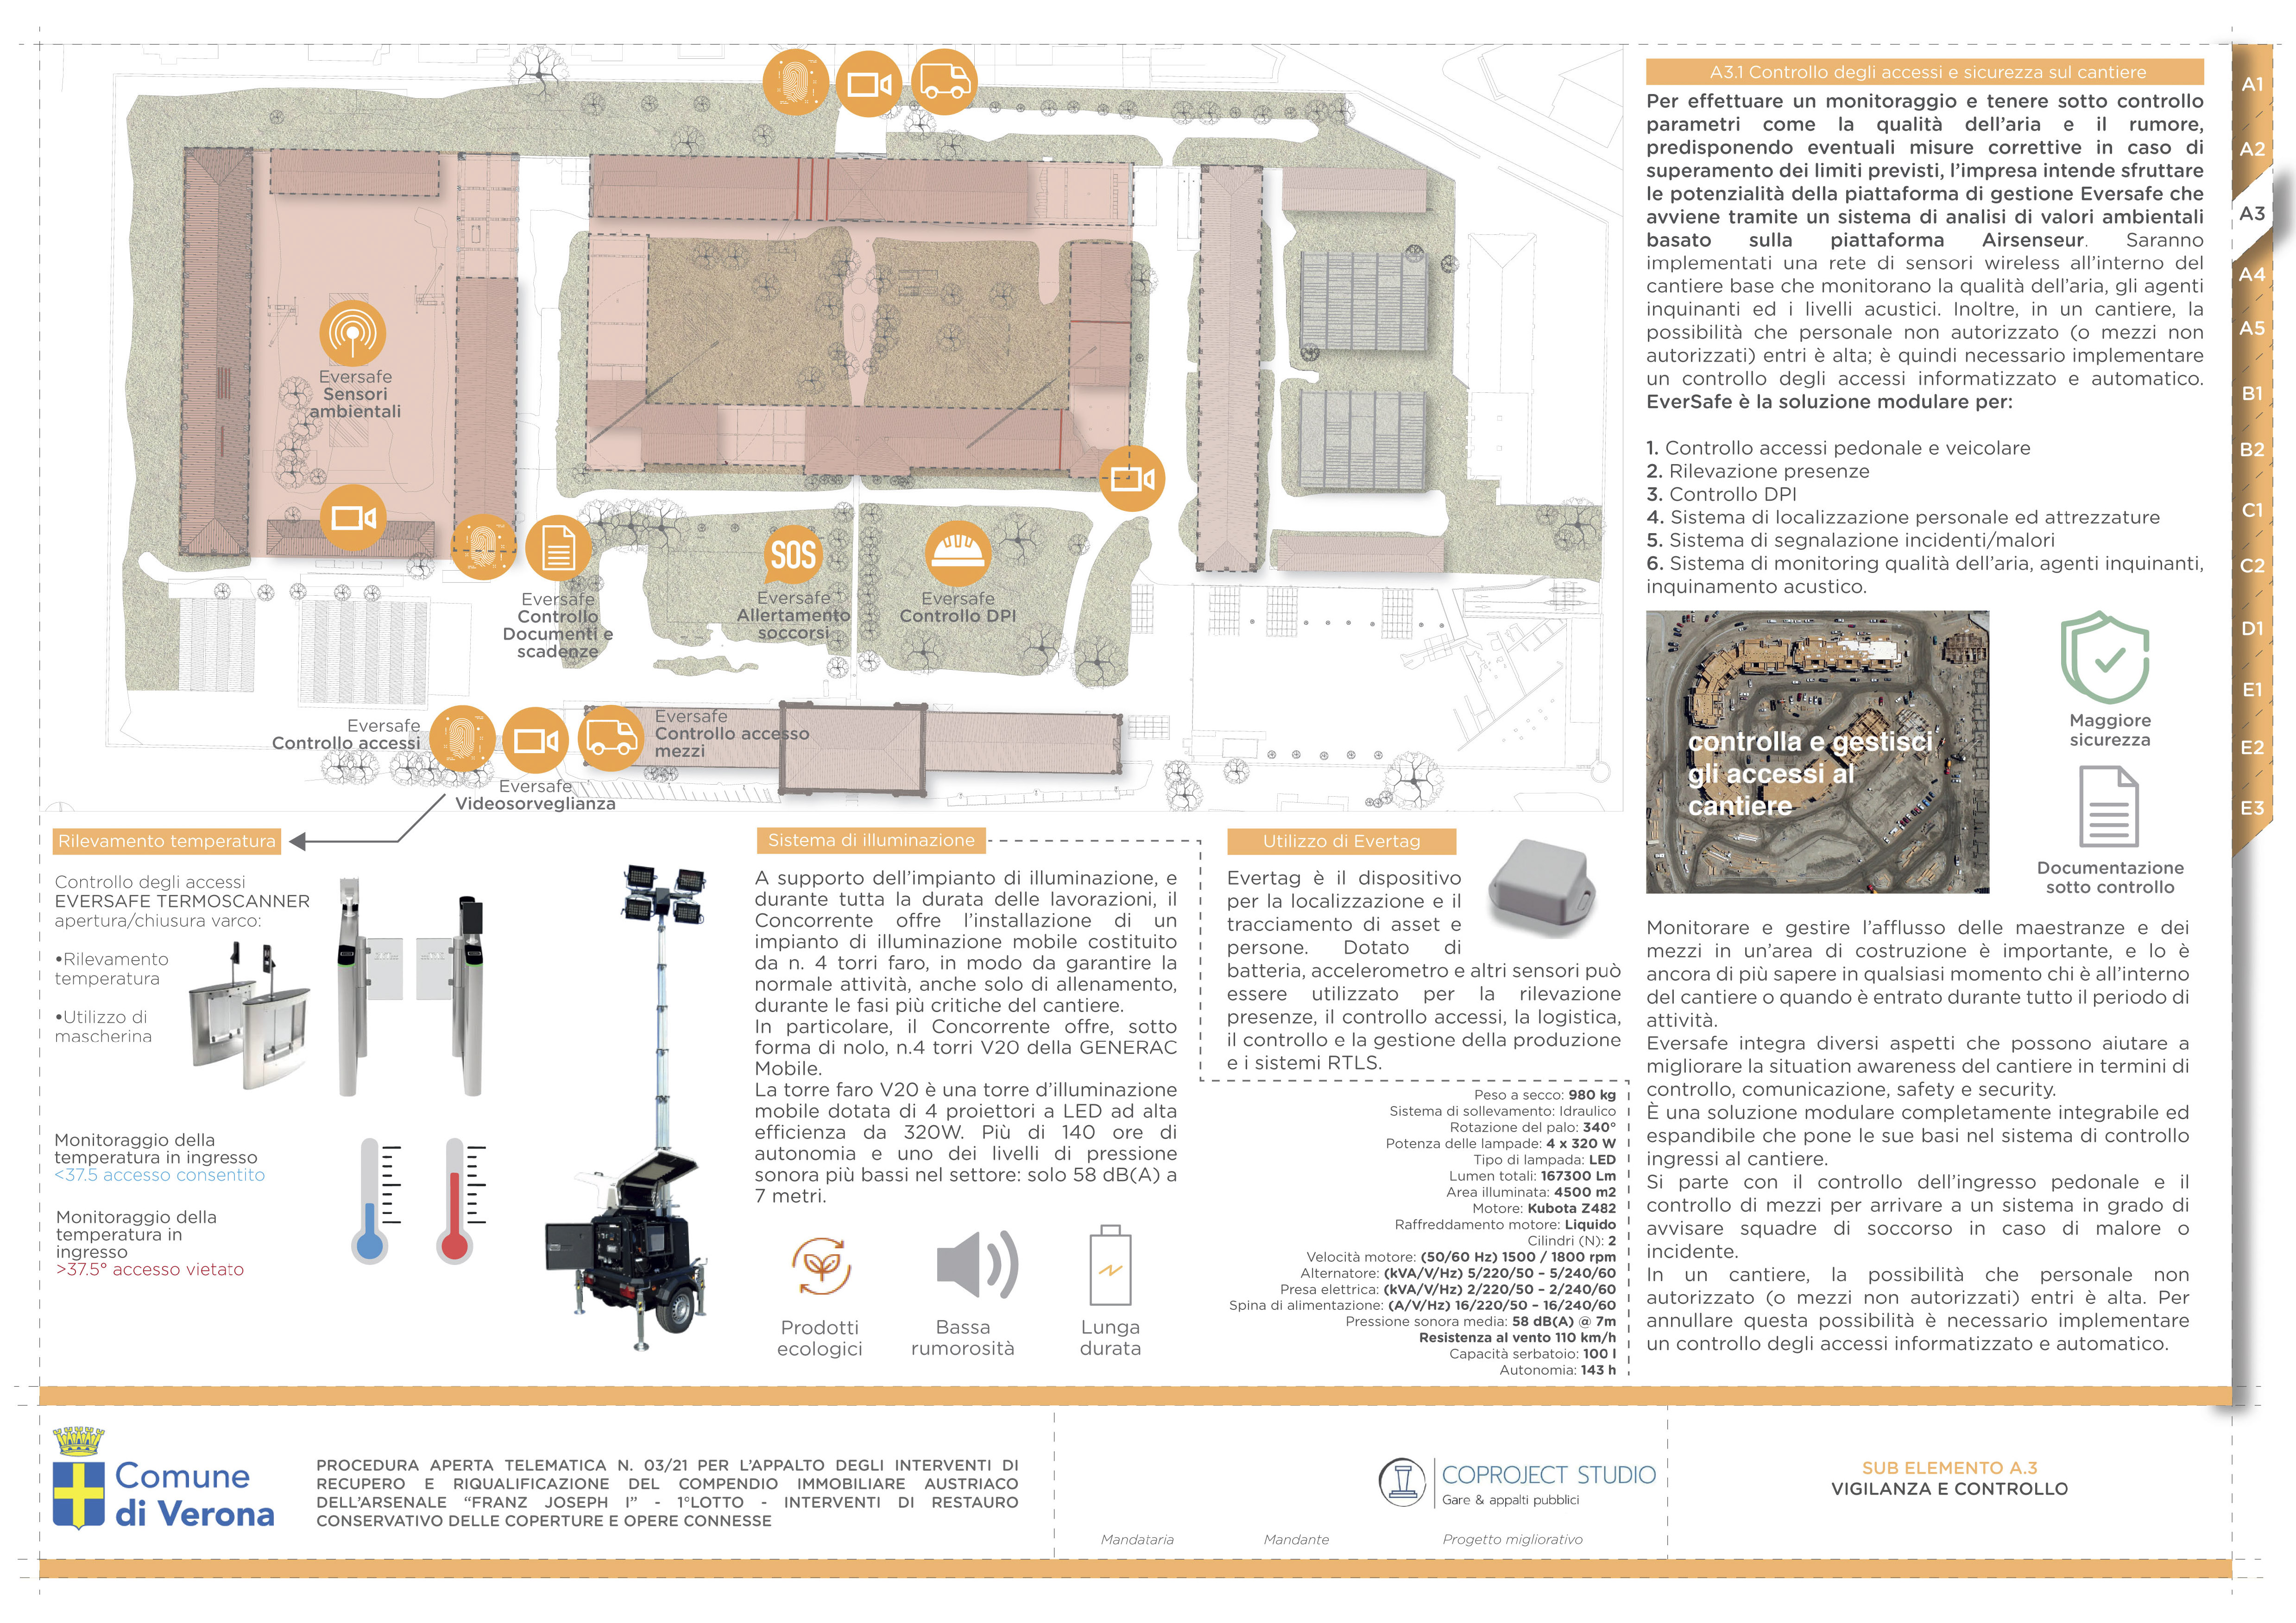 A3.1 Controllo degli accessi e sicurezza sul cantiere
Per effettuare un monitoraggio e tenere sotto controllo
parametri come la qualità dell'aria e il rumore,
predisponendo eventuali misure correttive in caso di
superamento dei limiti previsti, l'impresa intende sfruttare
le potenzialità della piattaforma di gestione Eversafe che
avviene tramite un sistema di analisi di valori ambientali
basato sulla piattaforma Airsenseur. Saranno
implementati una rete di sensori wireless all'interno del
cantiere base che monitorano la qualità dell'aria, gli agenti
inquinanti ed i livelli acustici. Inoltre, in un cantiere, la
possibilità che personale non autorizzato (o mezzi non
autorizzati) entri è alta; è quindi necessario implementare
un controllo degli accessi informatizzato e automatico.
EverSafe è la soluzione modulare per:
1. Controllo accessi pedonale e veicolare
2. Rilevazione presenze
3. Controllo DPI
4. Sistema di localizzazione personale ed attrezzature
5. Sistema di segnalazione incidenti/malori
6. Sistema di monitoring qualità dell'aria, agenti inquinanti,
inquinamento acustico.
controlla e gestisci
gli accessi al
cantiere
Maggiore
sicurezza
Documentazione
sotto controllo
Monitorare e gestire l'afflusso delle maestranze e dei
mezzi in un'area di costruzione è importante, e lo è
ancora di più sapere in qualsiasi momento chi è all'interno
del cantiere o quando è entrato durante tutto il periodo di
attività.
Eversafe integra diversi aspetti che possono aiutare a
migliorare la situation awareness del cantiere in termini di
controllo, comunicazione, safety e security.
È una soluzione modulare completamente integrabile ed
espandibile che pone le sue basi nel sistema di controllo
ingressi al cantiere.
Si parte con il controllo dell'ingresso pedonale e il
controllo di mezzi per arrivare a un sistema in grado di
avvisare squadre di soccorso in caso di malore o
incidente.
In un cantiere, la possibilità che personale non
autorizzato (o mezzi non autorizzati) entri è alta. Per
annullare questa possibilità è necessario implementare
un controllo degli accessi informatizzato e automatico.
A1
A2
A3
A4
A5
B1
B2
C1
C2
D1
E1
E2
E3
Eversafe
Sensori
ambientali
Eversafe
Controllo
Documenti e
scadenze
SOS
Eversafe
Allertamento
soccorsi
Eversafe
Controllo DPI
Eversafe
Controllo accessi
Eversafe
Controllo accesso
mezzi
Eversafe
Videosorveglianza
Rilevamento temperatura
Controllo degli accessi
EVERSAFE TERMOSCANNER
apertura/chiusura varco:
•Rilevamento
temperatura
•Utilizzo di
mascherina
Monitoraggio della
temperatura in ingresso
<37.5 accesso consentito
Monitoraggio della
temperatura in
ingresso
>37.5° accesso vietato
Sistema di illuminazione
A supporto dell'impianto di illuminazione, e
durante tutta la durata delle lavorazioni, il
Concorrente offre l'installazione di un
impianto di illuminazione mobile costituito
da n. 4 torri faro, in modo da garantire la
normale attività, anche solo di allenamento,
durante le fasi più critiche del cantiere.
In particolare, il Concorrente offre, sotto
forma di nolo, n.4 torri V20 della GENERAC
Mobile.
La torre faro V20 è una torre d'illuminazione
mobile dotata di 4 proiettori a LED ad alta
efficienza da 320W. Più di 140 ore di
autonomia e uno dei livelli di pressione
sonora più bassi nel settore: solo 58 dB(A) a
7 metri.
Prodotti
ecologici
Bassa
rumorosità
Lunga
durata
Utilizzo di Evertag
Evertag è il dispositivo
per la localizzazione e il
tracciamento di asset e
persone. Dotato di
batteria, accelerometro e altri sensori può
essere utilizzato per la rilevazione
presenze, il controllo accessi, la logistica,
il controllo e la gestione della produzione
e i sistemi RTLS.
Peso a secco: 980 kg
Sistema di sollevamento: Idraulico
Rotazione del palo: 340°
Potenza delle lampade: 4 x 320 W
Tipo di lampada: LED
Lumen totali: 167300 Lm
Area illuminata: 4500 m2
Motore: Kubota Z482
Raffreddamento motore: Liquido
Cilindri (N): 2
Velocità motore: (50/60 Hz) 1500 / 1800 rpm
Alternatore: (kVA/V/Hz) 5/220/50 – 5/240/60
Presa elettrica: (kVA/V/Hz) 2/220/50 – 2/240/60
Spina di alimentazione: (A/V/Hz) 16/220/50 – 16/240/60
Pressione sonora media: 58 dB(A) @ 7m
Resistenza al vento 110 km/h
Capacità serbatoio: 100 l
Autonomia: 143 h
Comune
di Verona
PROCEDURA APERTA TELEMATICA N. 03/21 PER L'APPALTO DEGLI INTERVENTI DI
RECUPERO E RIQUALIFICAZIONE DEL COMPENDIO IMMOBILIARE AUSTRIACO
DELL'ARSENALE "FRANZ JOSEPH I" - 1°LOTTO - INTERVENTI DI RESTAURO
CONSERVATIVO DELLE COPERTURE E OPERE CONNESSE
Mandataria
Mandante
COPROJECT STUDIO
Gare & appalti pubblici
Progetto migliorativo
SUB ELEMENTO A.3
VIGILANZA E CONTROLLO